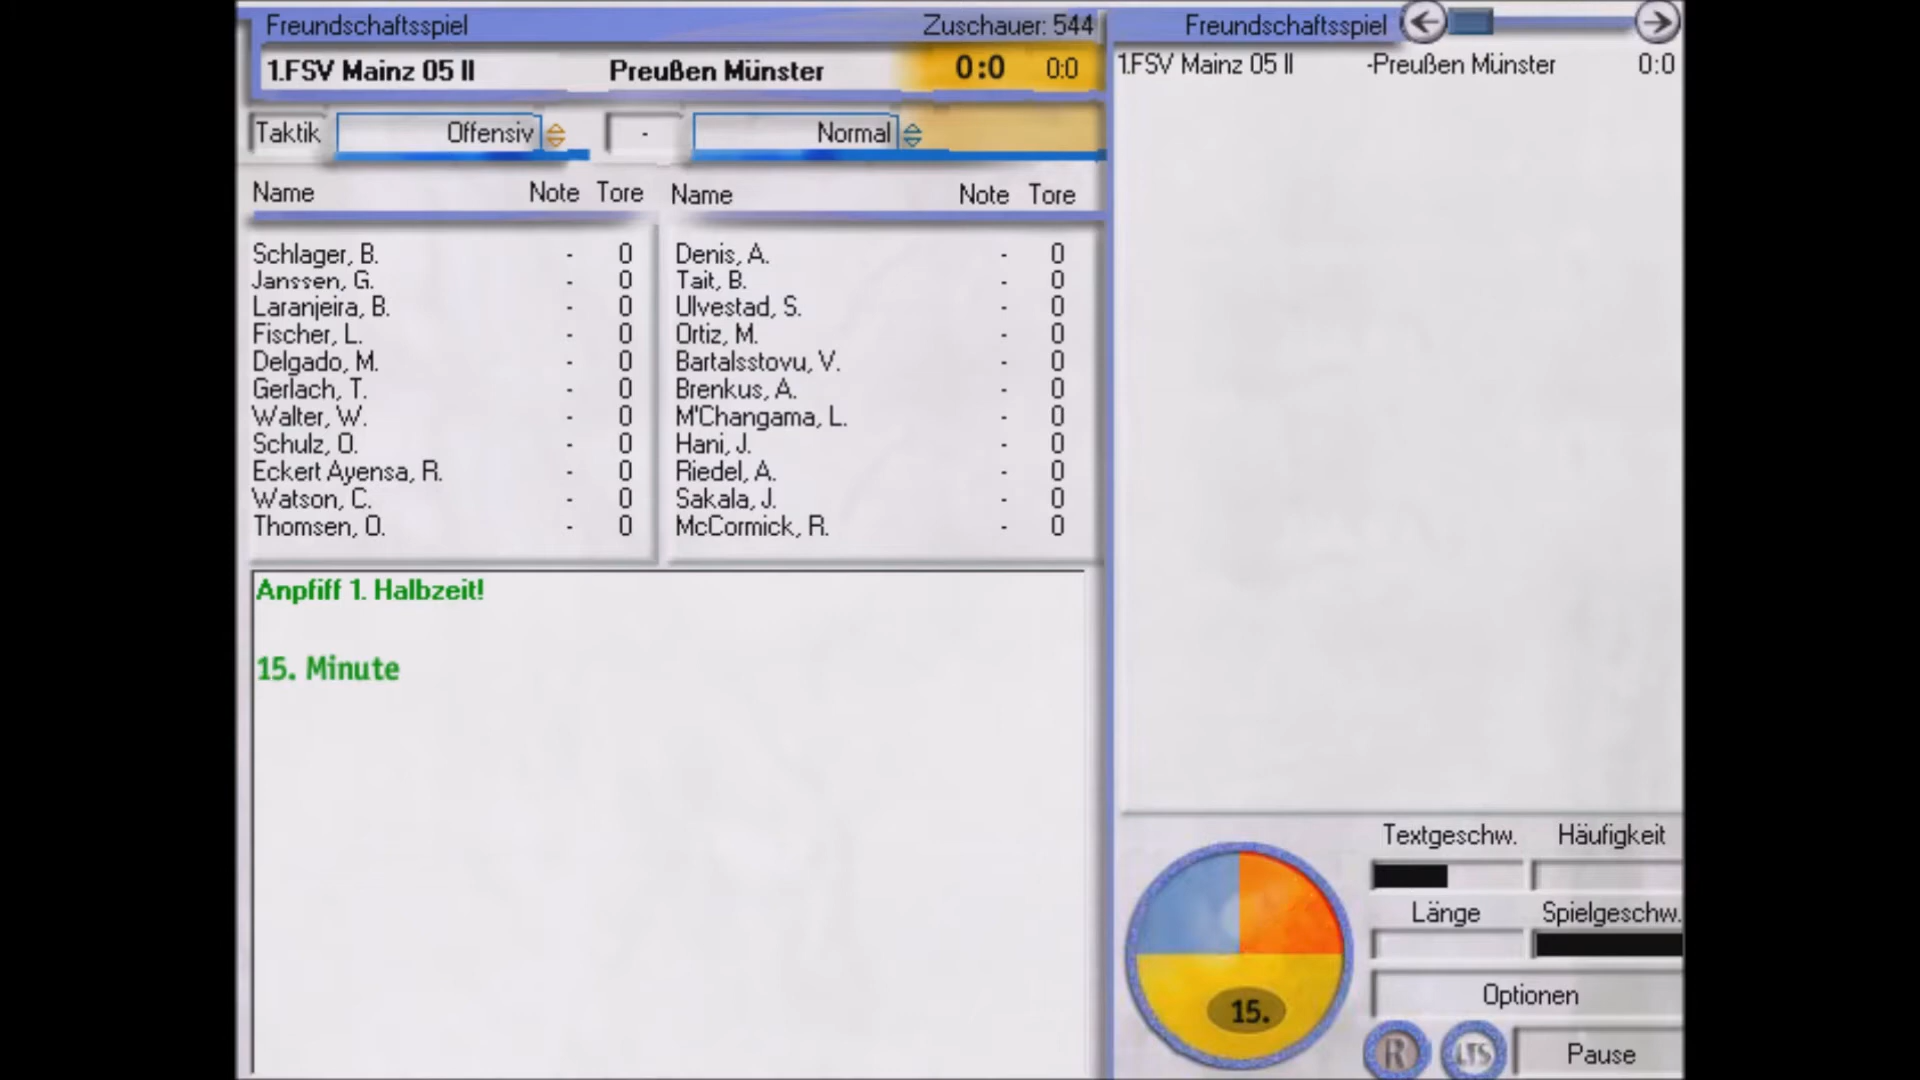 Freundschaftsspiel Zuschauer: 544
1.FSV Mainz 05 II Preußen Münster 0:0 0:0
Taktik Offensiv - Normal
Name Note Tore Name Note Tore
Schlager, B. - 0 Denis, A. - 0
Janssen, G. - 0 Tait, B. - 0
Laranjeira, B. - 0 Ulvestad, S. - 0
Fischer, L. - 0 Ortiz, M. - 0
Delgado, M. - 0 Bartalsstovu, V. - 0
Gerlach, T. - 0 Brenkus, A. - 0
Walter, W. - 0 M'Changama, L. - 0
Schulz, O. - 0 Hani, J. - 0
Eckert Ayensa, R. - 0 Riedel, A. - 0
Watson, C. - 0 Sakala, J. - 0
Thomsen, O. - 0 McCormick, R. - 0
Anpfiff 1. Halbzeit!
15. Minute
Freundschaftsspiel
1.FSV Mainz 05 II -Preußen Münster 0:0
Textgeschw. Häufigkeit
Länge Spielgeschw.
15.
Optionen
R LTS Pause